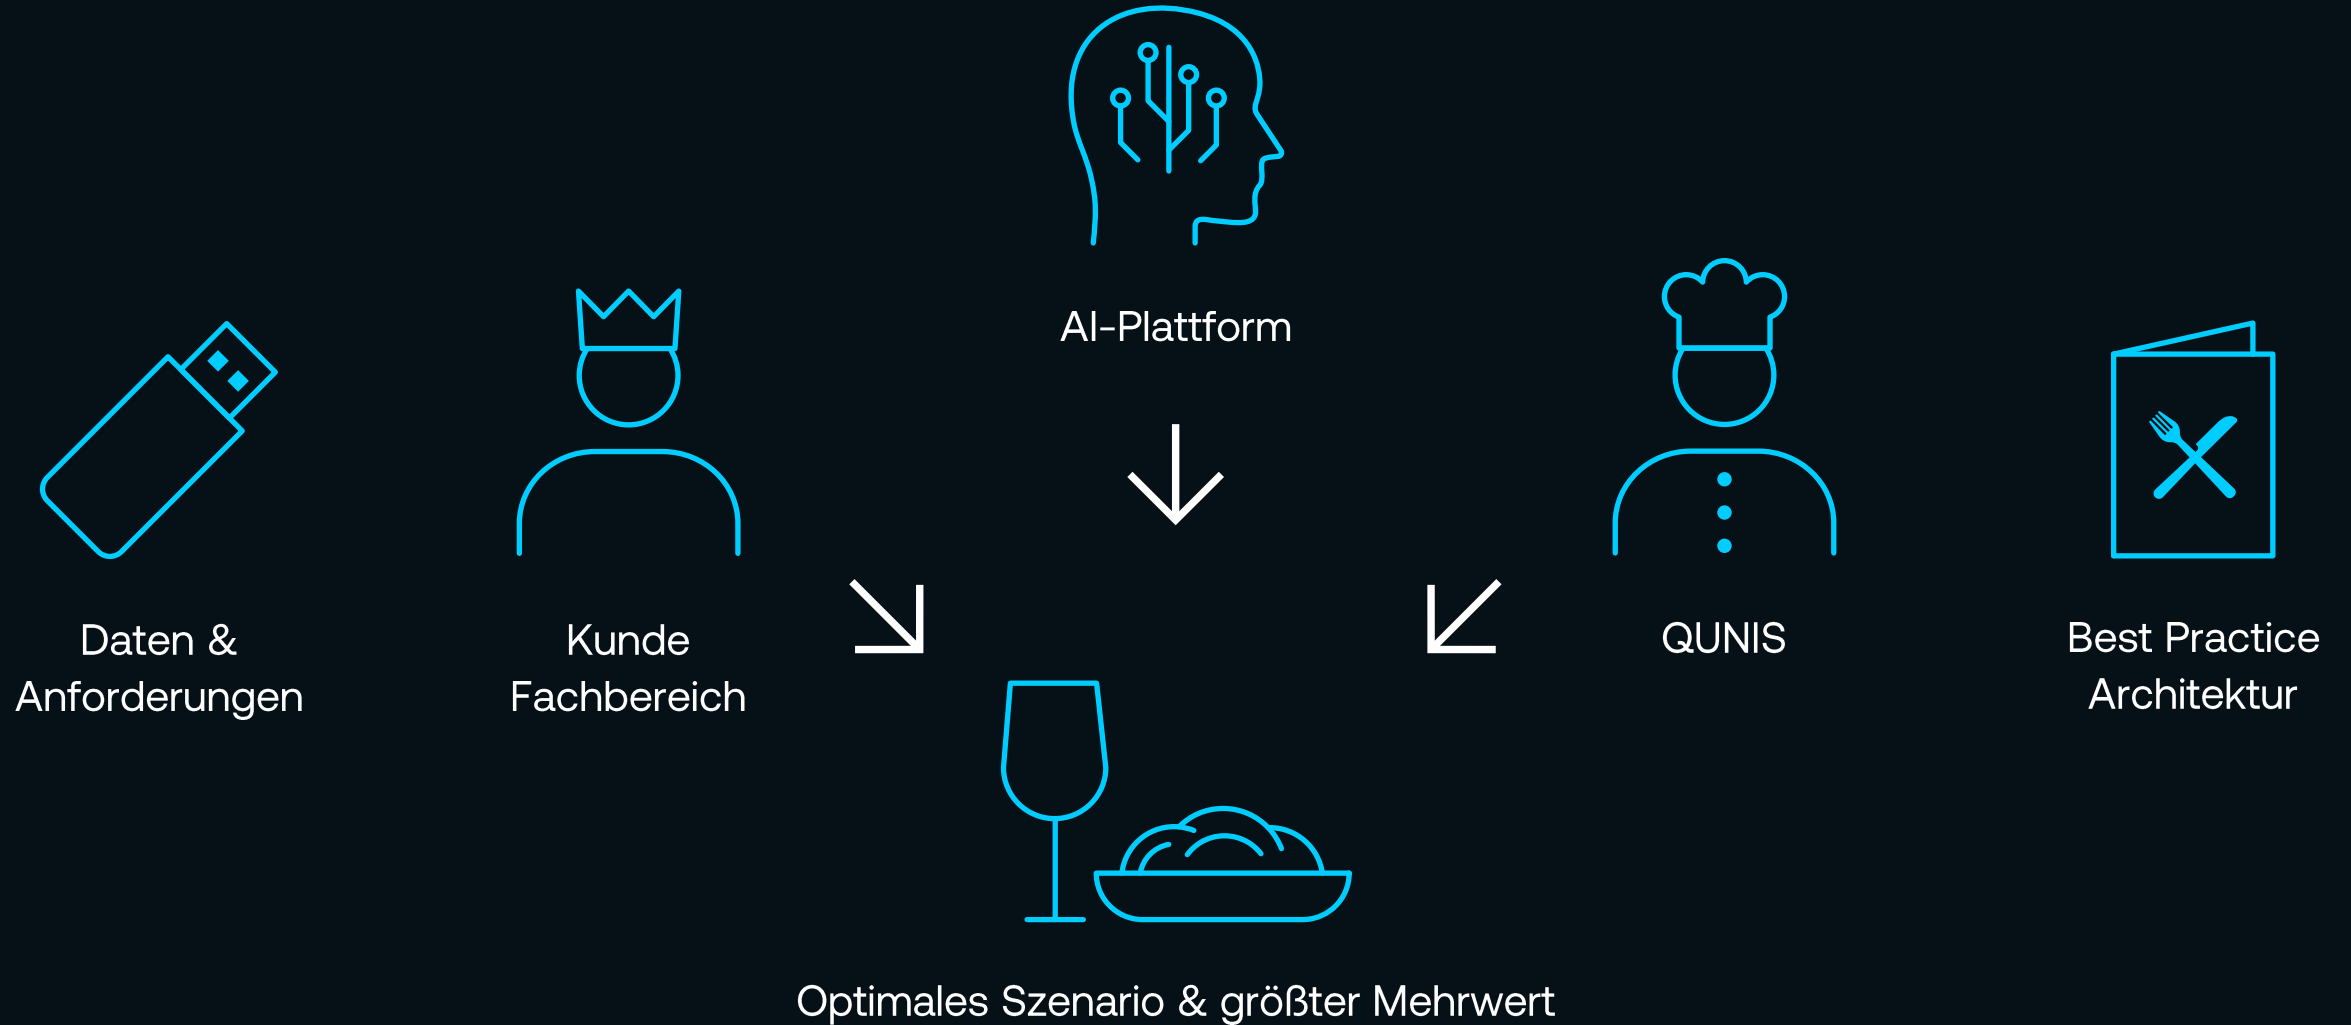 AI-Plattform
Daten &
Anforderungen
Kunde
Fachbereich
QUNIS
Best Practice
Architektur
Optimales Szenario & größter Mehrwert